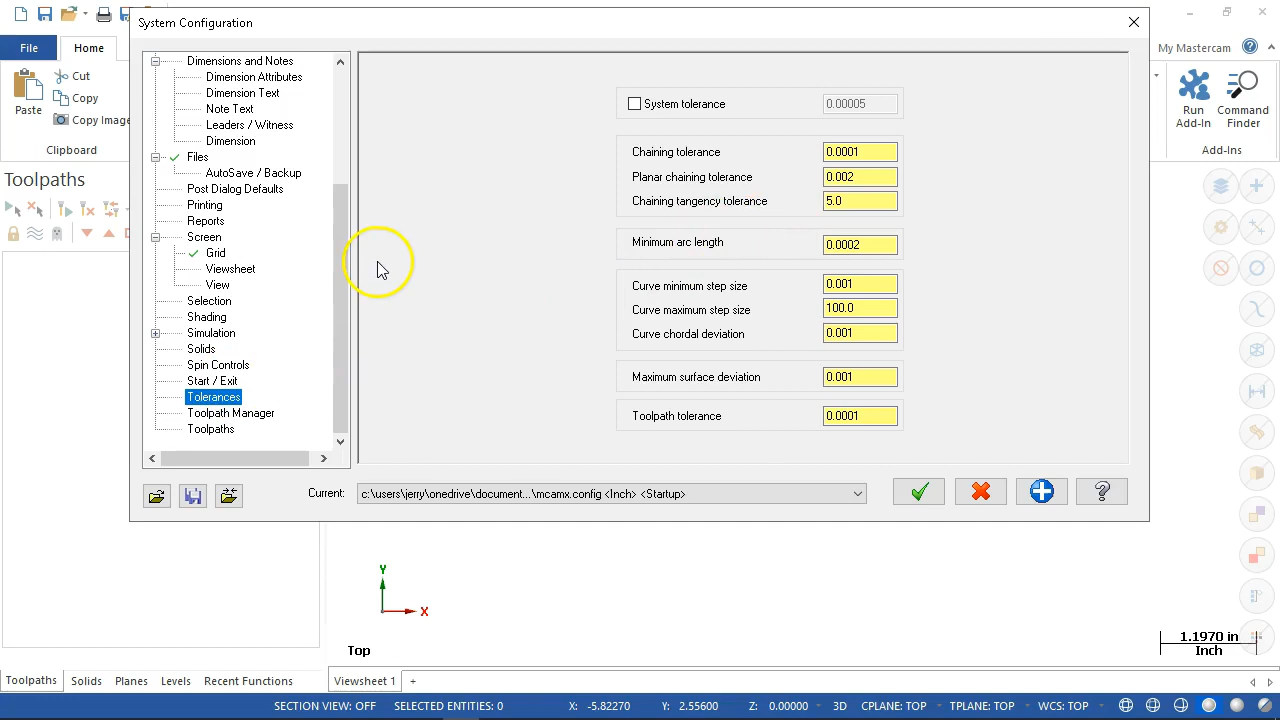 System Configuration
File
Home
My Mastercam
Cut
Copy
Copy Image
Paste
Clipboard
Run
Add-In
Command
Finder
Add-Ins
Toolpaths
Dimensions and Notes
Dimension Attributes
Dimension Text
Note Text
Leaders / Witness
Dimension
Files
AutoSave / Backup
Post Dialog Defaults
Printing
Reports
Screen
Grid
Viewsheet
View
Selection
Shading
Simulation
Solids
Spin Controls
Start / Exit
Tolerances
Toolpath Manager
Toolpaths
System tolerance 0.00005
Chaining tolerance 0.0001
Planar chaining tolerance 0.002
Chaining tangency tolerance 5.0
Minimum arc length 0.0002
Curve minimum step size 0.001
Curve maximum step size 100.0
Curve chordal deviation 0.001
Maximum surface deviation 0.001
Toolpath tolerance 0.0001
Current: c:\users\jerry\onedrive\document...\mcamx.config <Inch> <Startup>
Y
X
Top
1.1970 in
Inch
Toolpaths Solids Planes Levels Recent Functions
Viewsheet 1 +
SECTION VIEW: OFF SELECTED ENTITIES: 0 X: -5.82270 Y: 2.55600 Z: 0.00000 3D CPLANE: TOP TPLANE: TOP WCS: TOP